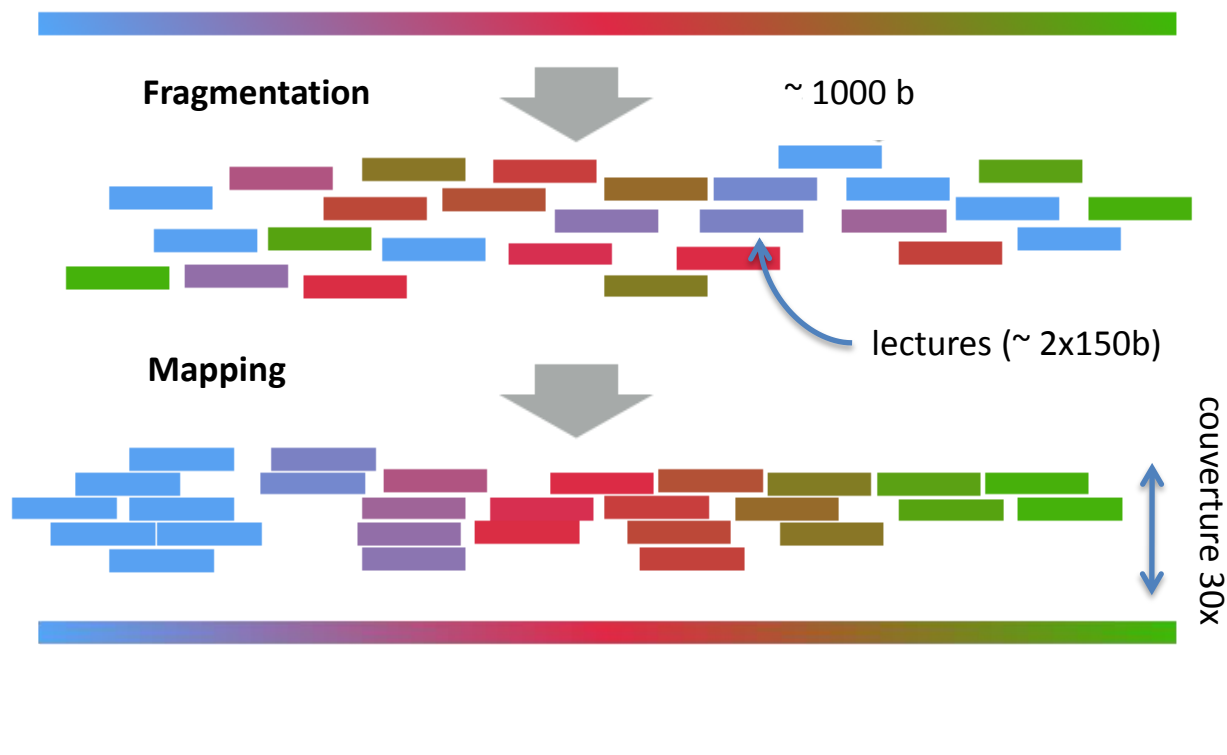 Fragmentation
~ 1000 b
lectures (~ 2x150b)
Mapping
couverture 30x